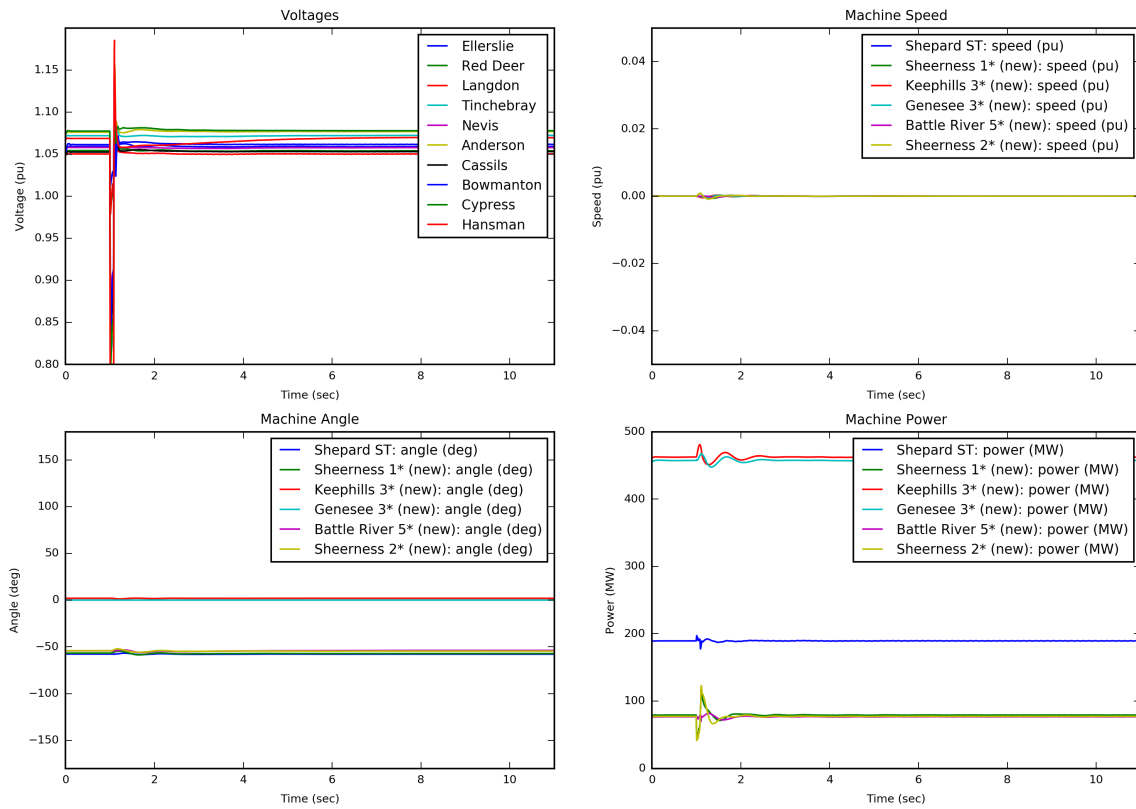 Voltages
Voltage (pu)
1.15
1.10
1.05
1.00
0.95
0.90
0.85
0.80
0 2 4 6 8 10
Time (sec)
Ellerslie
Red Deer
Langdon
Tinchebray
Nevis
Anderson
Cassils
Bowmanton
Cypress
Hansman
Machine Speed
Speed (pu)
0.04
0.02
0.00
−0.02
−0.04
0 2 4 6 8 10
Time (sec)
Shepard ST: speed (pu)
Sheerness 1* (new): speed (pu)
Keephills 3* (new): speed (pu)
Genesee 3* (new): speed (pu)
Battle River 5* (new): speed (pu)
Sheerness 2* (new): speed (pu)
Machine Angle
Angle (deg)
150
100
50
0
−50
−100
−150
0 2 4 6 8 10
Time (sec)
Shepard ST: angle (deg)
Sheerness 1* (new): angle (deg)
Keephills 3* (new): angle (deg)
Genesee 3* (new): angle (deg)
Battle River 5* (new): angle (deg)
Sheerness 2* (new): angle (deg)
Machine Power
Power (MW)
500
400
300
200
100
0
0 2 4 6 8 10
Time (sec)
Shepard ST: power (MW)
Sheerness 1* (new): power (MW)
Keephills 3* (new): power (MW)
Genesee 3* (new): power (MW)
Battle River 5* (new): power (MW)
Sheerness 2* (new): power (MW)